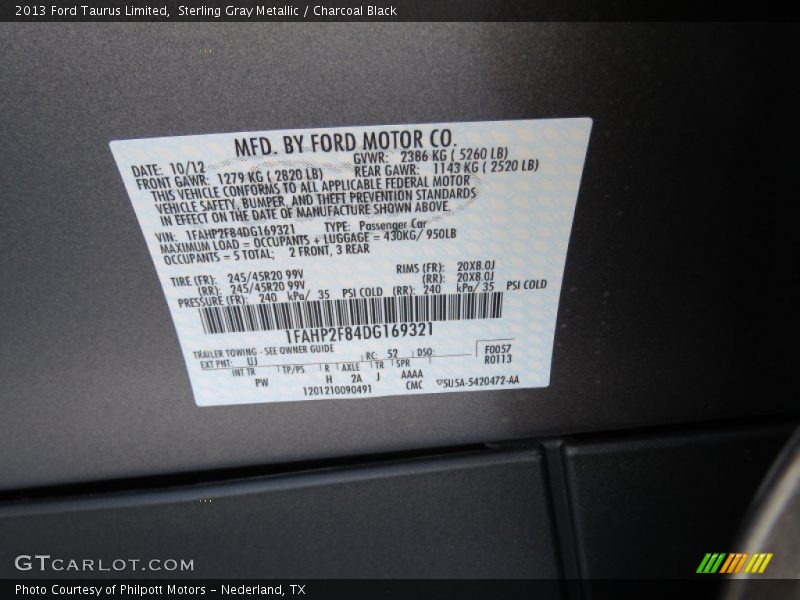 2013 Ford Taurus Limited, Sterling Gray Metallic / Charcoal Black
MFD. BY FORD MOTOR CO.
DATE: 10/12 GVWR: 2386 KG ( 5260 LB)
FRONT GAWR: 1279 KG ( 2820 LB) REAR GAWR: 1143 KG ( 2520 LB)
THIS VEHICLE CONFORMS TO ALL APPLICABLE FEDERAL MOTOR
VEHICLE SAFETY, BUMPER, AND THEFT PREVENTION STANDARDS
IN EFFECT ON THE DATE OF MANUFACTURE SHOWN ABOVE.
VIN: 1FAHP2F84DG169321 TYPE: Passenger Car
MAXIMUM LOAD = OCCUPANTS + LUGGAGE = 430KG/ 950LB
OCCUPANTS = 5 TOTAL; 2 FRONT, 3 REAR
TIRE (FR): 245/45R20 99V RIMS (FR): 20X8.0J
(RR): 245/45R20 99V (RR): 20X8.0J
PRESSURE (FR): 240 kPa/ 35 PSI COLD (RR): 240 kPa/ 35 PSI COLD
1FAHP2F84DG169321
TRAILER TOWING - SEE OWNER GUIDE
EXT PNT: UJ RC: 52 DSO: F0057
R0113
INT TR TP/PS R AXLE TR SPR
PW H 2A J AAAA
1201210090491 CMC SU5A-5420472-AA
GTCARLOT.COM
Photo Courtesy of Philpott Motors - Nederland, TX